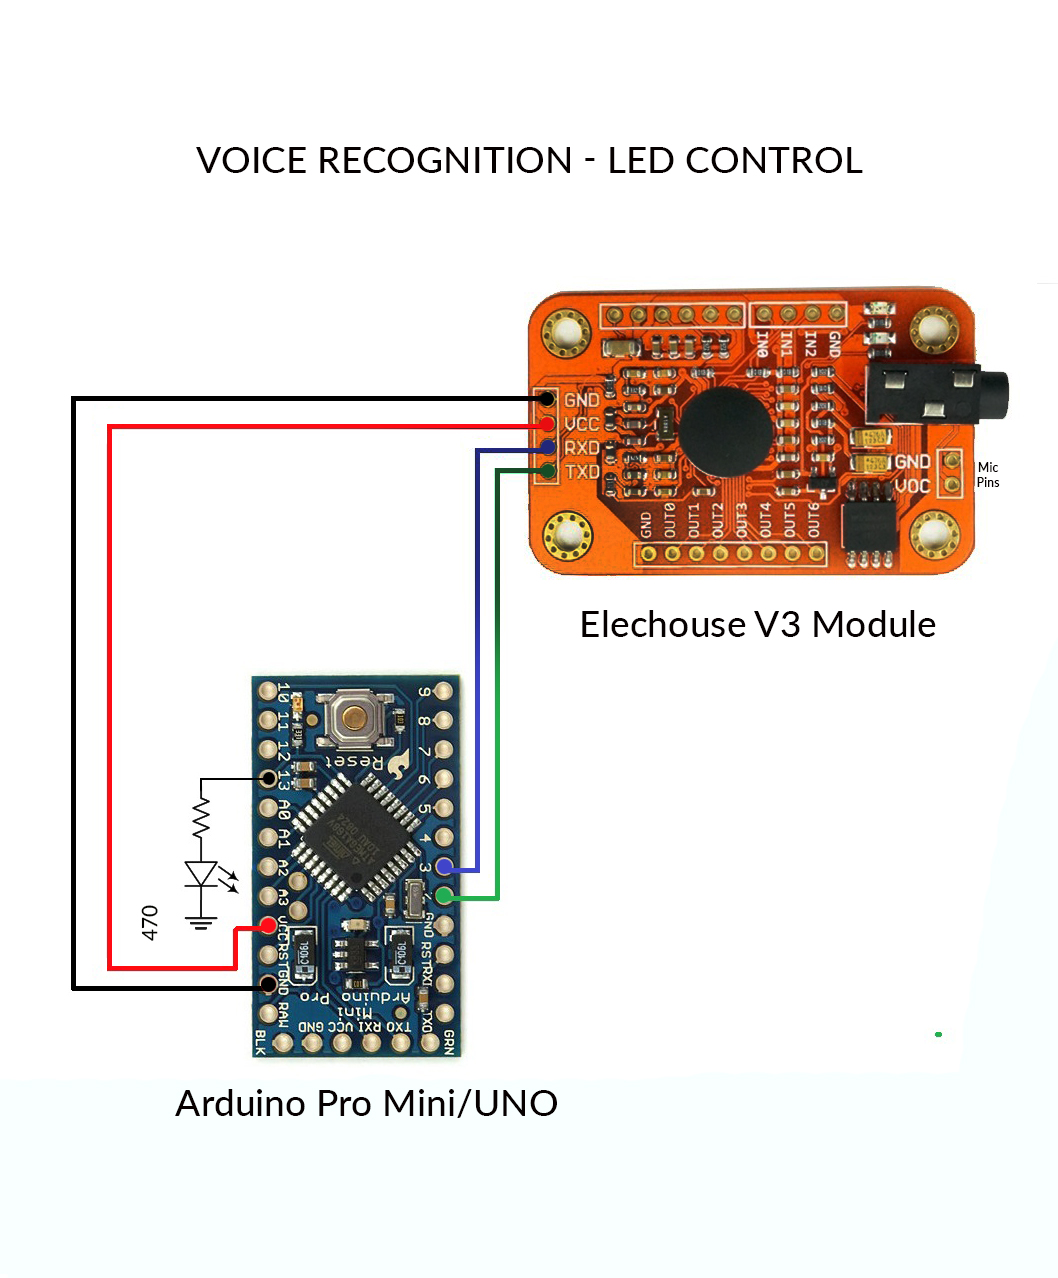 VOICE RECOGNITION - LED CONTROL
IN0
IN1
IN2
GND
GND
VCC
RXD
TXD
GND
VOC
Mic
Pins
GND
OUT0
OUT1
OUT2
OUT3
OUT4
OUT5
OUT6
Elechouse V3 Module
10
11
12
13
A0
A1
A2
A3
VCC
RST
GND
RAW
9
8
7
6
5
4
3
2
GND
RST
RXI
TXO
Reset
470
C106L
C106L
Arduino
Pro
Mini
BLK
GND
VCC
RXI
TXO
GRN
Arduino Pro Mini/UNO